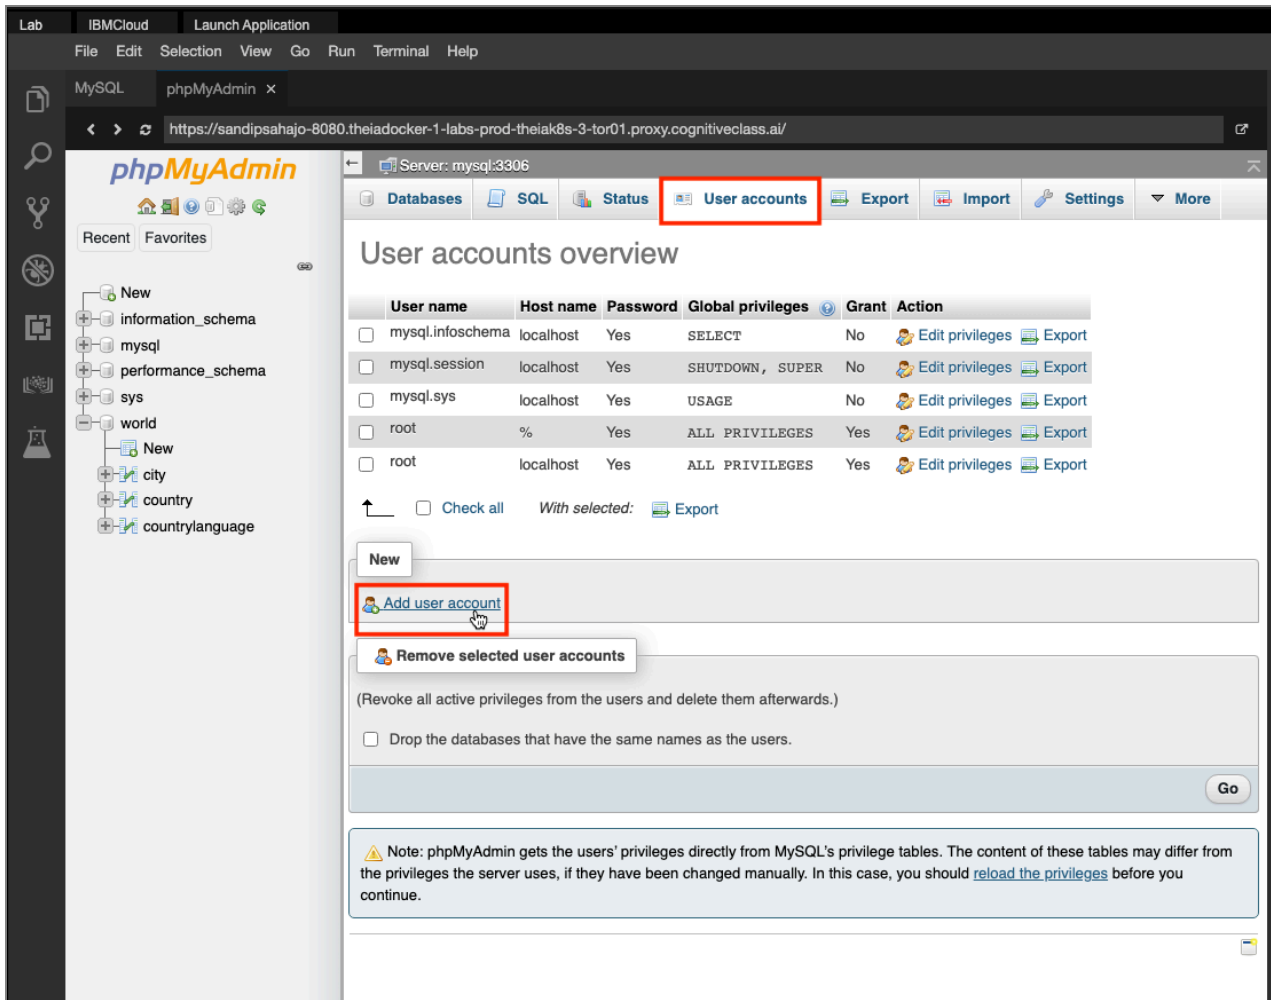 Lab IBMCloud Launch Application
File Edit Selection View Go Run Terminal Help
MySQL phpMyAdmin ×
https://sandipsahajo-8080.theiadocker-1-labs-prod-theiak8s-3-tor01.proxy.cognitiveclass.ai/
phpMyAdmin
Recent Favorites
New
information_schema
mysql
performance_schema
sys
world
New
city
country
countrylanguage
Server: mysql:3306
Databases SQL Status User accounts Export Import Settings More
User accounts overview
User name Host name Password Global privileges Grant Action
mysql.infoschema localhost Yes SELECT No Edit privileges Export
mysql.session localhost Yes SHUTDOWN, SUPER No Edit privileges Export
mysql.sys localhost Yes USAGE No Edit privileges Export
root % Yes ALL PRIVILEGES Yes Edit privileges Export
root localhost Yes ALL PRIVILEGES Yes Edit privileges Export
Check all With selected: Export
New
Add user account
Remove selected user accounts
(Revoke all active privileges from the users and delete them afterwards.)
Drop the databases that have the same names as the users.
Go
Note: phpMyAdmin gets the users' privileges directly from MySQL's privilege tables. The content of these tables may differ from
the privileges the server uses, if they have been changed manually. In this case, you should reload the privileges before you
continue.